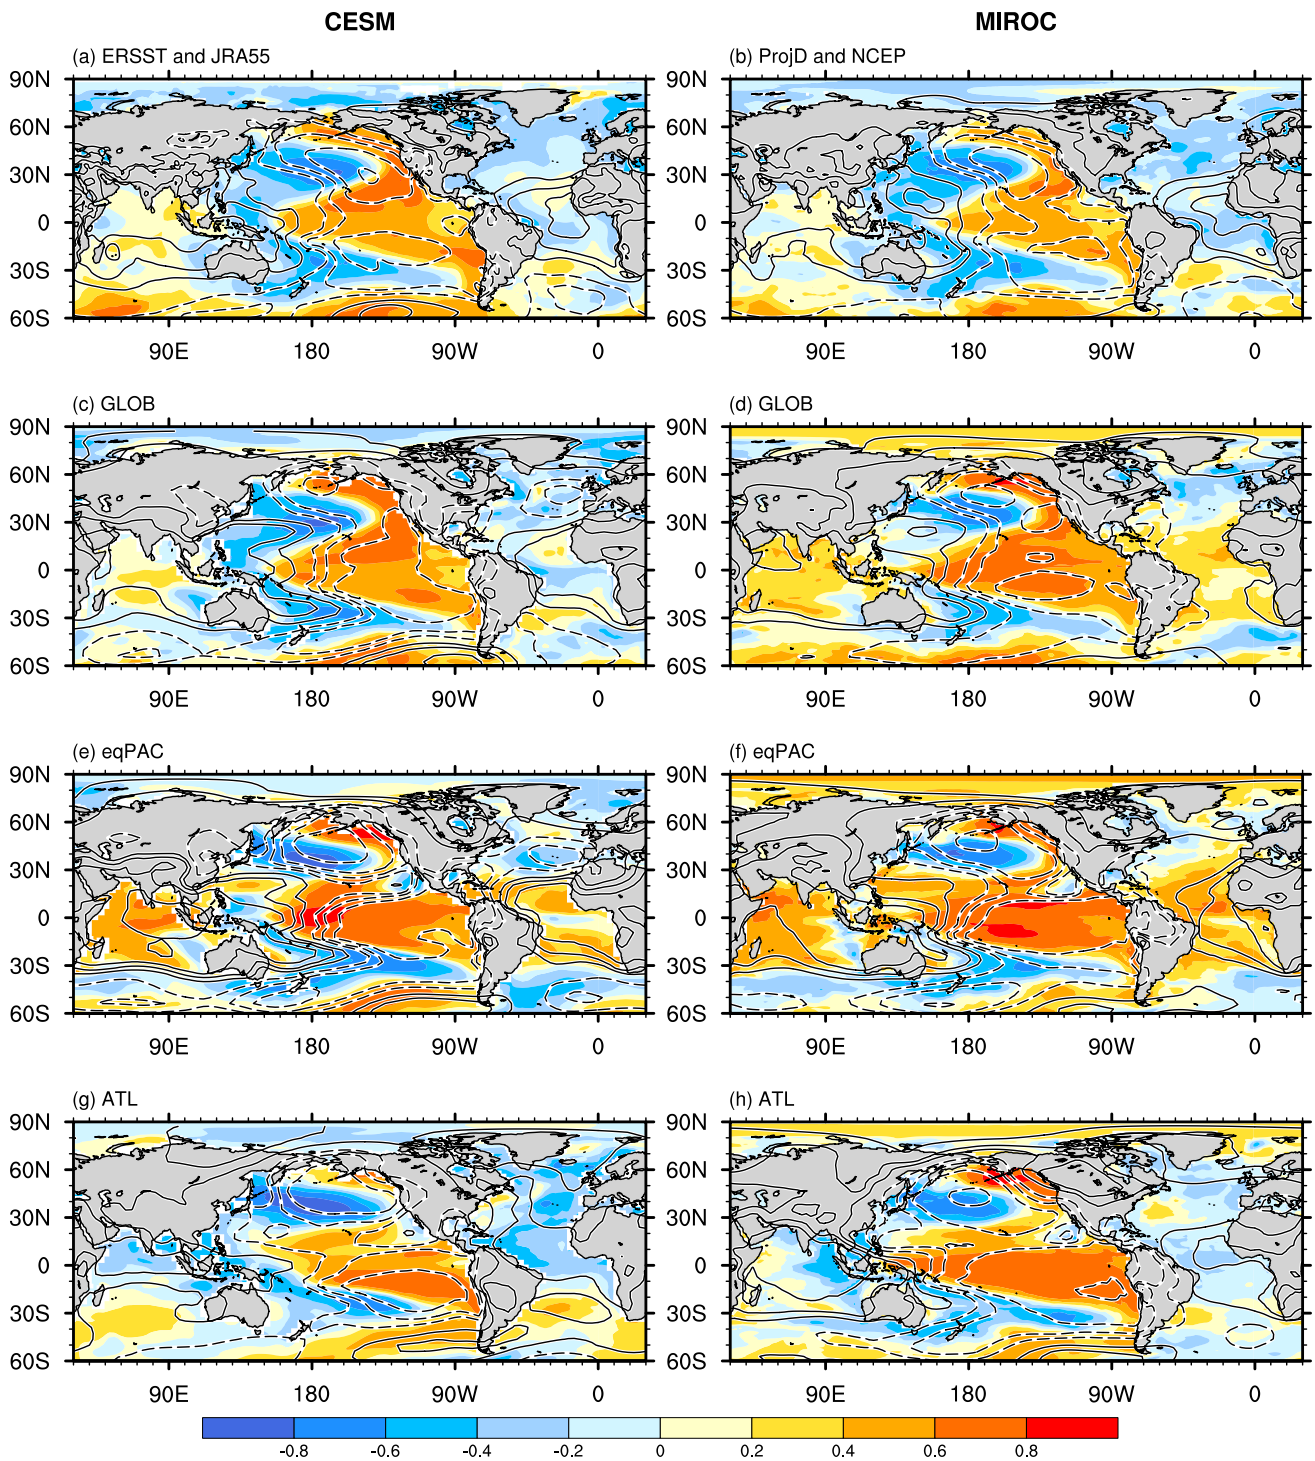 CESM MIROC
(a) ERSST and JRA55 (b) ProjD and NCEP
90N 90N
60N 60N
30N 30N
0 0
30S 30S
60S 60S
90E 180 90W 0 90E 180 90W 0
(c) GLOB (d) GLOB
90N 90N
60N 60N
30N 30N
0 0
30S 30S
60S 60S
90E 180 90W 0 90E 180 90W 0
(e) eqPAC (f) eqPAC
90N 90N
60N 60N
30N 30N
0 0
30S 30S
60S 60S
90E 180 90W 0 90E 180 90W 0
(g) ATL (h) ATL
90N 90N
60N 60N
30N 30N
0 0
30S 30S
60S 60S
90E 180 90W 0 90E 180 90W 0
-0.8 -0.6 -0.4 -0.2 0 0.2 0.4 0.6 0.8